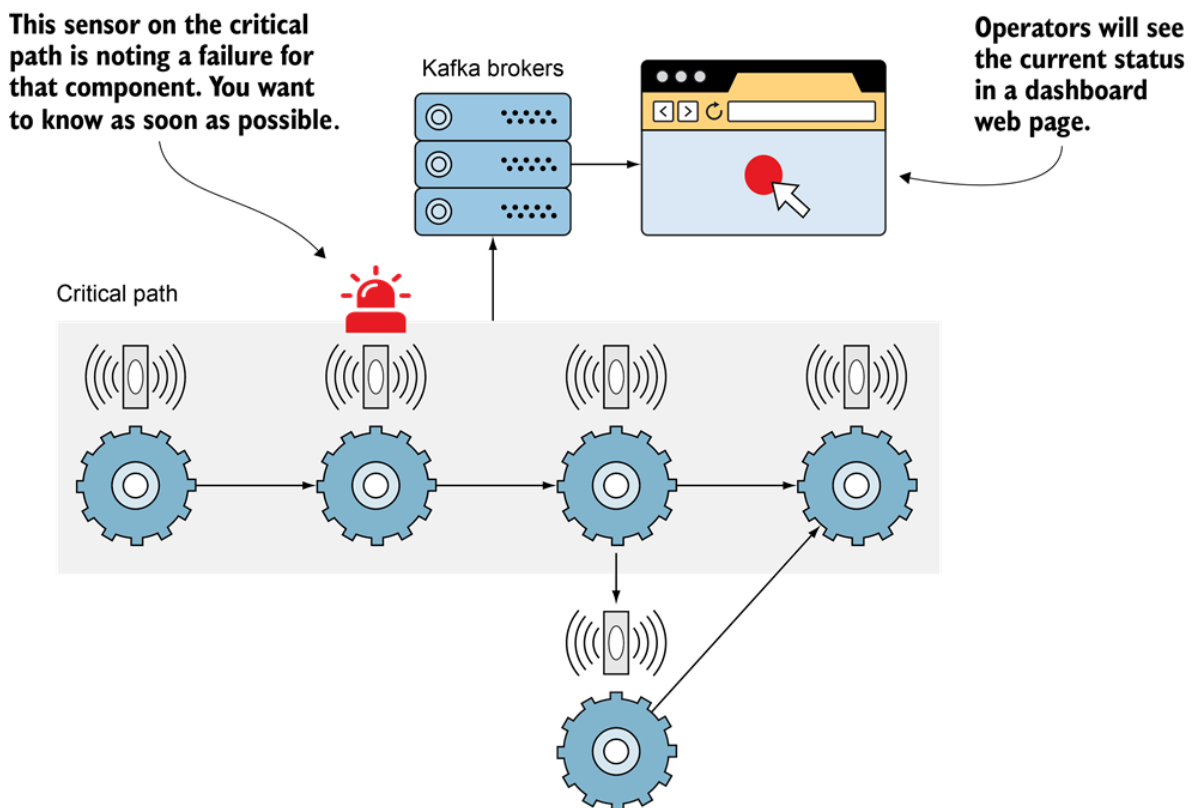 This sensor on the critical
path is noting a failure for
that component. You want
to know as soon as possible.
Kafka brokers
Operators will see
the current status
in a dashboard
web page.
Critical path